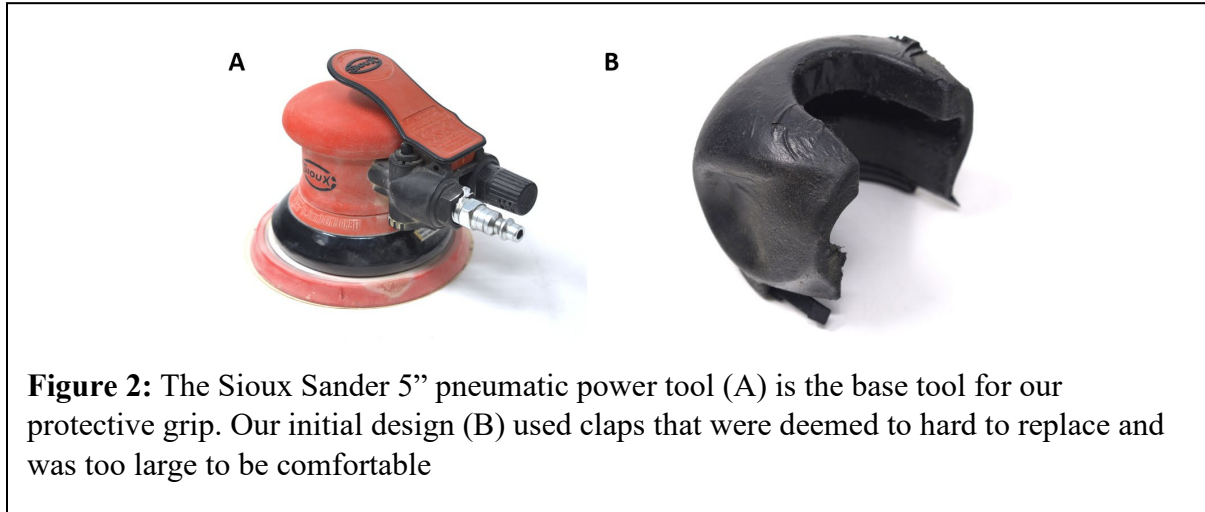 A
B
SIOUX
Figure 2: The Sioux Sander 5” pneumatic power tool (A) is the base tool for our
protective grip. Our initial design (B) used claps that were deemed to hard to replace and
was too large to be comfortable